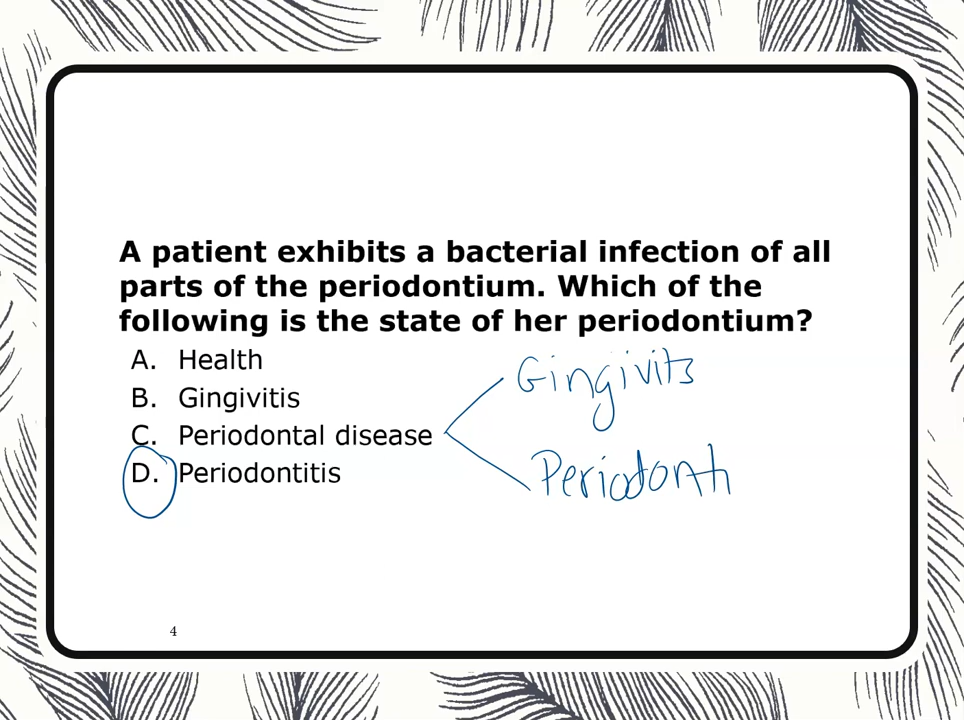 A patient exhibits a bacterial infection of all
parts of the periodontium. Which of the
following is the state of her periodontium?
A. Health
B. Gingivitis
C. Periodontal disease
D. Periodontitis
Gingivits
Periodonti
4